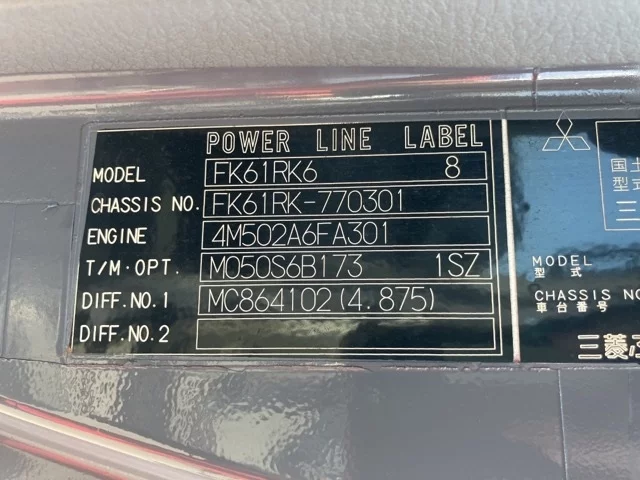 POWER LINE LABEL
MODEL FK61RK6 8
CHASSIS NO. FK61RK-770301
ENGINE 4M502A6FA301
T/M·OPT. M050S6B173 1SZ
DIFF.NO.1 MC864102(4.875)
DIFF.NO.2
国土
型式
三
MODEL
型式
CHASSIS NO
車台番号
三菱ふ